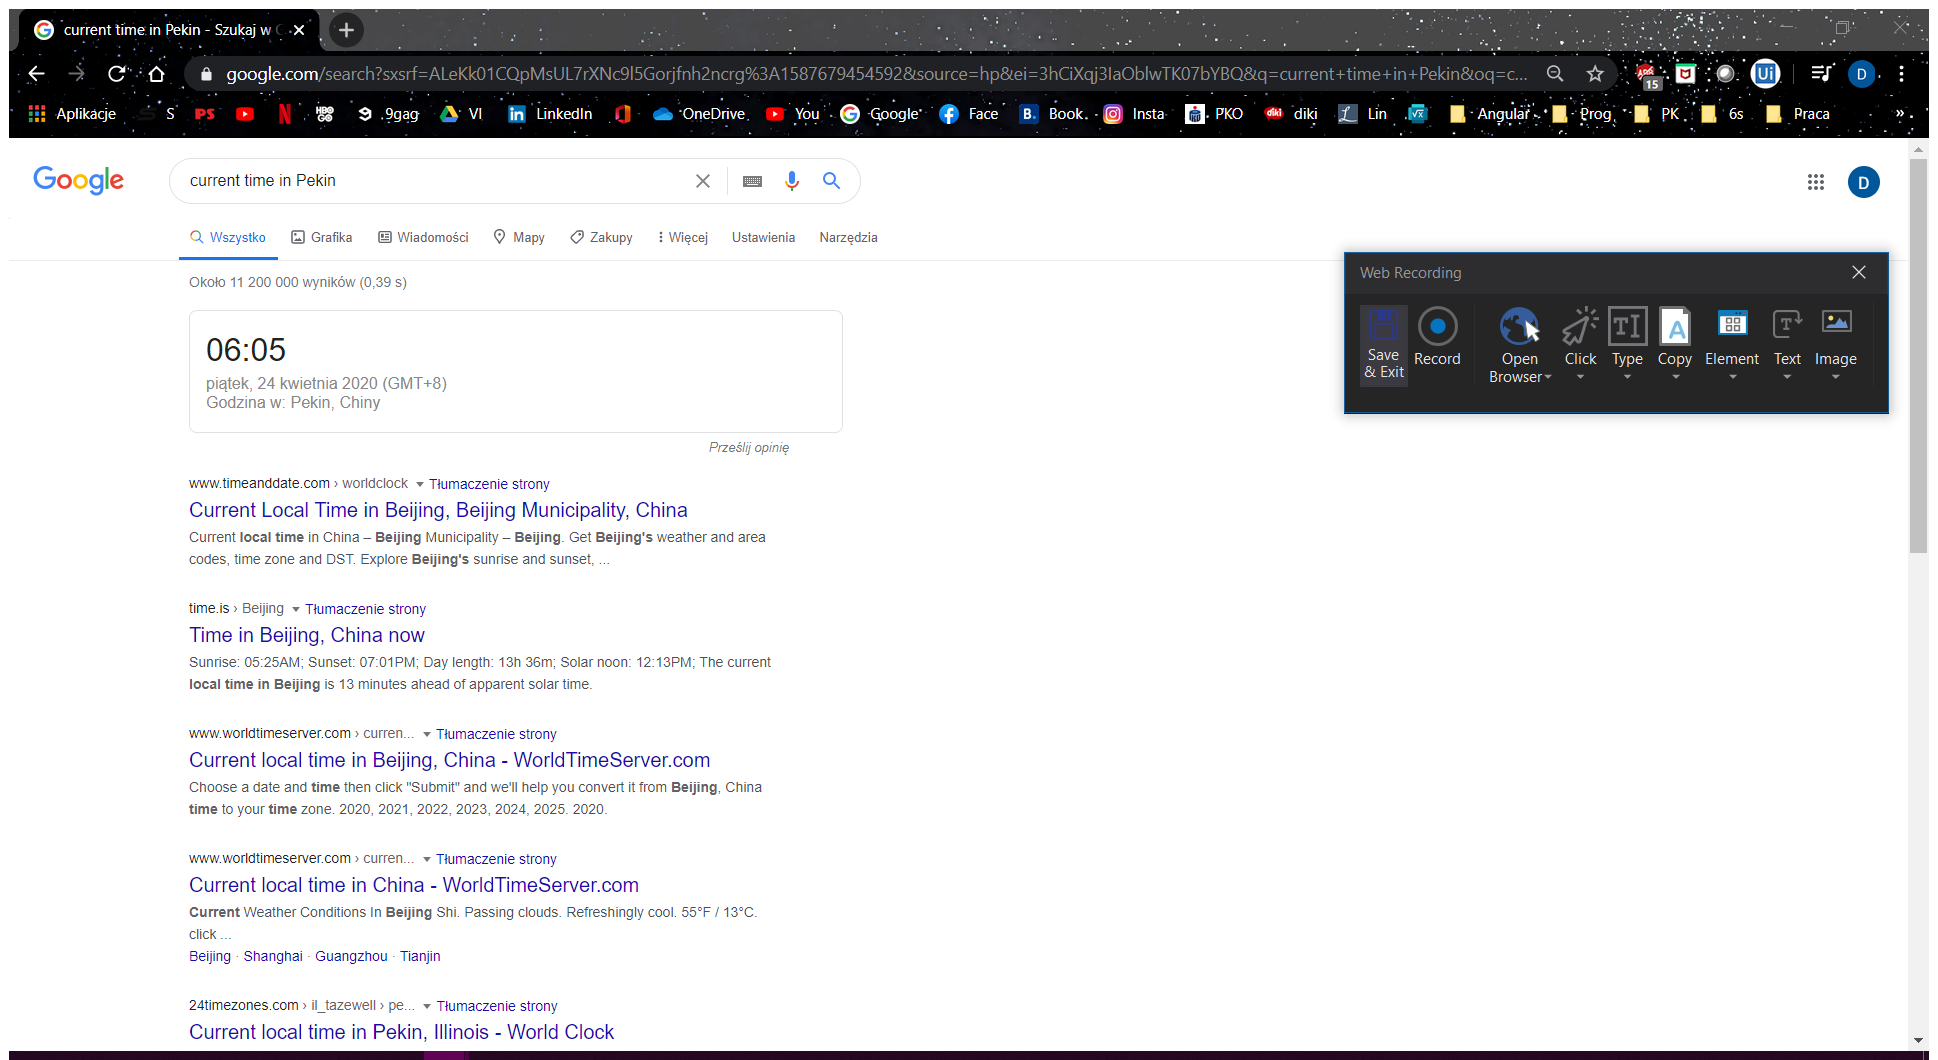 current time in Pekin - Szukaj w G
google.com/search?sxsrf=ALeKk01CQpMsUL7rXNc9l5Gorjfnh2ncrg%3A1587679454592&source=hp&ei=3hCiXqj3IaOblwTK07bYBQ&q=current+time+in+Pekin&oq=c...
15
Ui
D
Aplikacje
S
PS
N
HBO GO
9gag
VI
LinkedIn
OneDrive
You
Google
Face
B.
Book.
Insta
PKO
diki
diki
Lin
Angular
Prog
PK
6s
Praca
»
Google
current time in Pekin
D
Wszystko
Grafika
Wiadomości
Mapy
Zakupy
Więcej
Ustawienia
Narzędzia
Około 11 200 000 wyników (0,39 s)
Web Recording
Save & Exit
Record
Open Browser
Click
Type
Copy
Element
Text
Image
06:05
piątek, 24 kwietnia 2020 (GMT+8)
Godzina w: Pekin, Chiny
Prześlij opinię
www.timeanddate.com › worldclock Tłumaczenie strony
Current Local Time in Beijing, Beijing Municipality, China
Current local time in China – Beijing Municipality – Beijing. Get Beijing's weather and area
codes, time zone and DST. Explore Beijing's sunrise and sunset, ...
time.is › Beijing Tłumaczenie strony
Time in Beijing, China now
Sunrise: 05:25AM; Sunset: 07:01PM; Day length: 13h 36m; Solar noon: 12:13PM; The current
local time in Beijing is 13 minutes ahead of apparent solar time.
www.worldtimeserver.com › curren... Tłumaczenie strony
Current local time in Beijing, China - WorldTimeServer.com
Choose a date and time then click "Submit" and we'll help you convert it from Beijing, China
time to your time zone. 2020, 2021, 2022, 2023, 2024, 2025. 2020.
www.worldtimeserver.com › curren... Tłumaczenie strony
Current local time in China - WorldTimeServer.com
Current Weather Conditions In Beijing Shi. Passing clouds. Refreshingly cool. 55°F / 13°C.
click ...
Beijing · Shanghai · Guangzhou · Tianjin
24timezones.com › il_tazewell › pe... Tłumaczenie strony
Current local time in Pekin, Illinois - World Clock